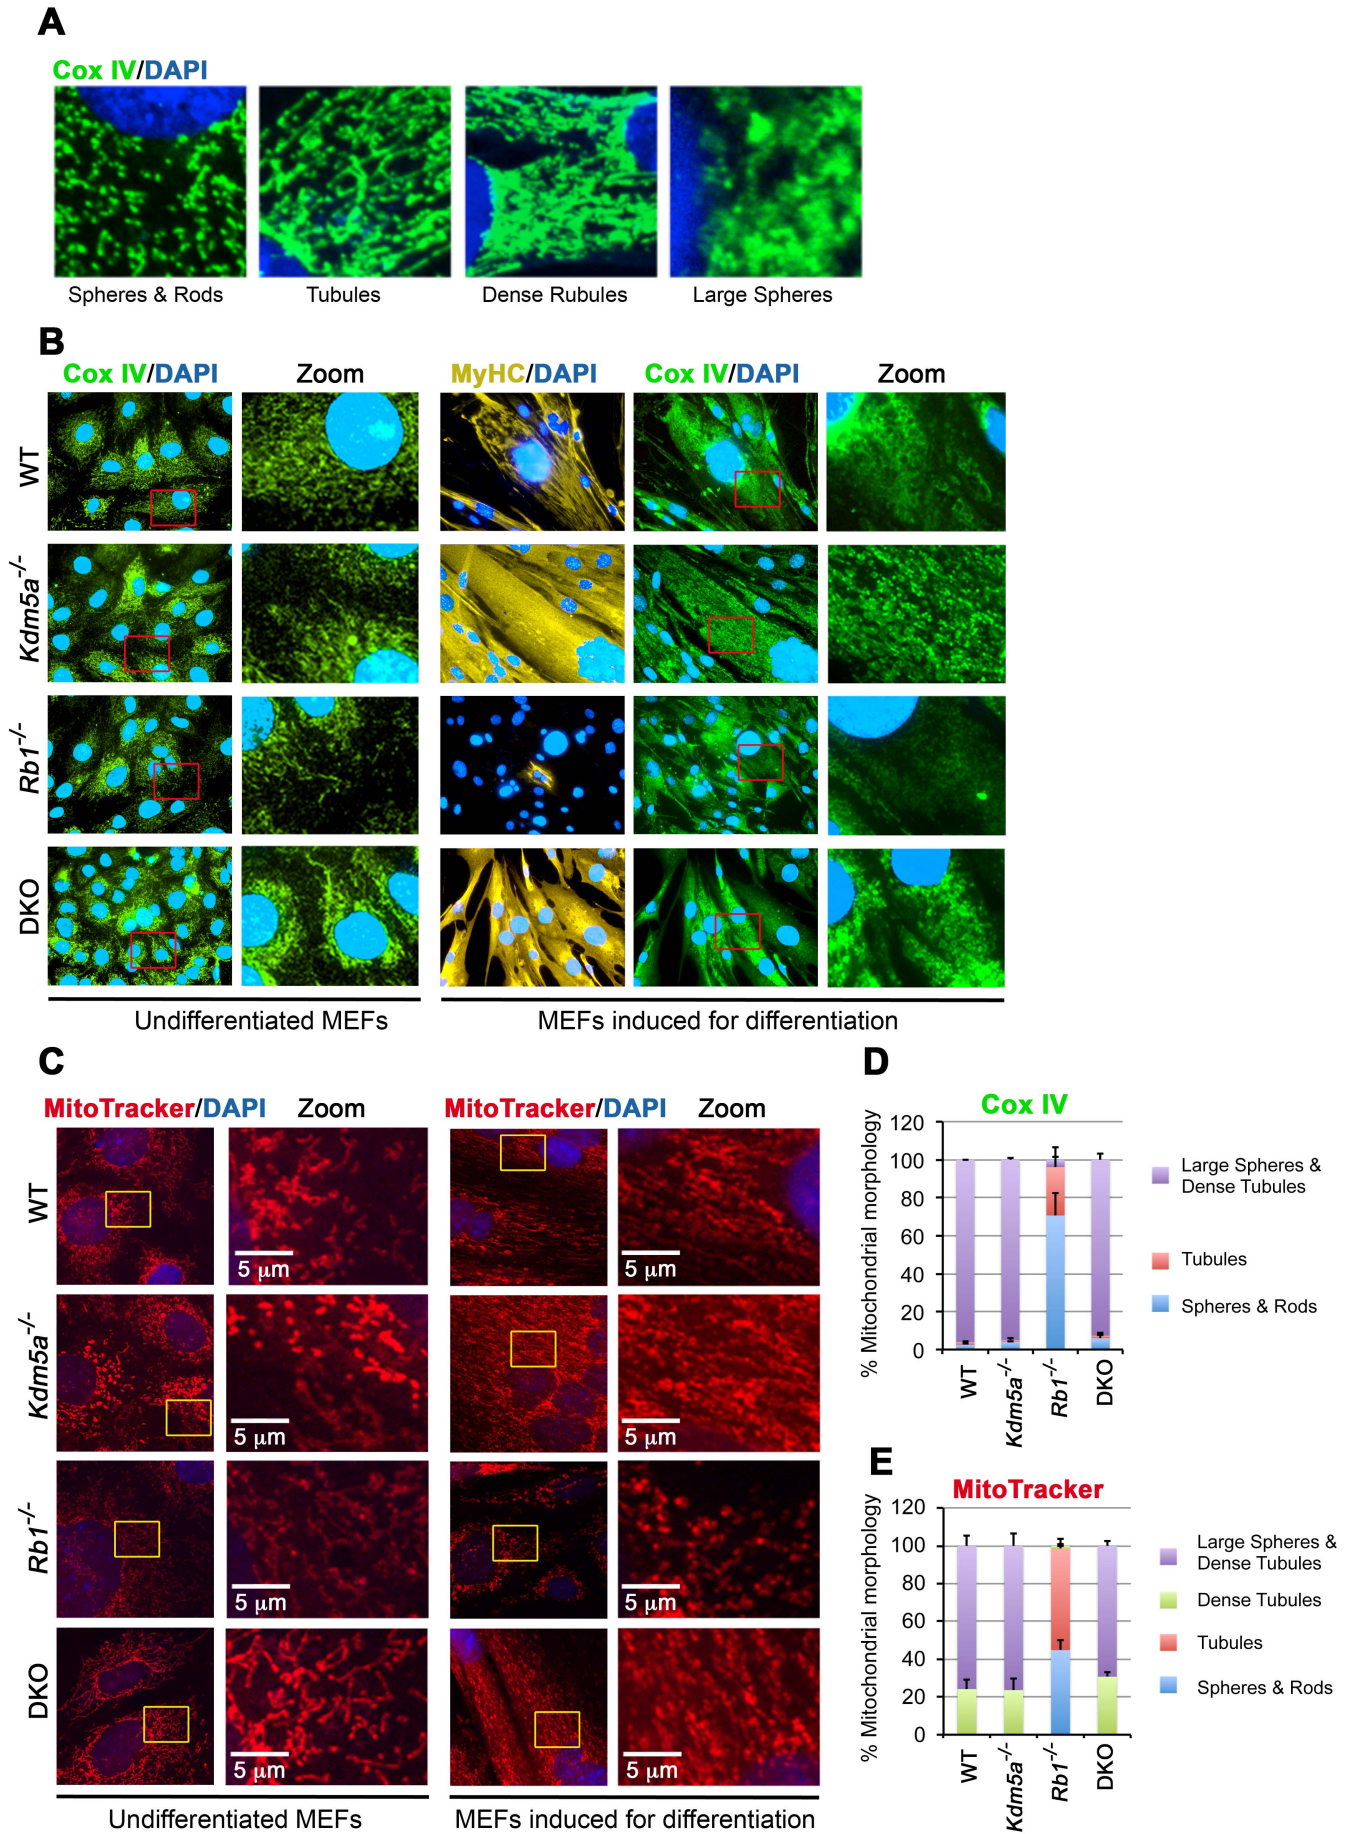 A
Cox IV/DAPI
Spheres & Rods
Tubules
Dense Rubules
Large Spheres
B
Cox IV/DAPI
Zoom
MyHC/DAPI
Cox IV/DAPI
Zoom
WT
Kdm5a-/-
Rb1-/-
DKO
Undifferentiated MEFs
MEFs induced for differentiation
C
MitoTracker/DAPI
Zoom
MitoTracker/DAPI
Zoom
WT
5 μm
5 μm
Kdm5a-/-
5 μm
5 μm
Rb1-/-
5 μm
5 μm
DKO
5 μm
5 μm
Undifferentiated MEFs
MEFs induced for differentiation
D
Cox IV
% Mitochondrial morphology
120
100
80
60
40
20
0
WT
Kdm5a-/-
Rb1-/-
DKO
Large Spheres &
Dense Tubules
Tubules
Spheres & Rods
E
MitoTracker
% Mitochondrial morphology
120
100
80
60
40
20
0
WT
Kdm5a-/-
Rb1-/-
DKO
Large Spheres &
Dense Tubules
Dense Tubules
Tubules
Spheres & Rods